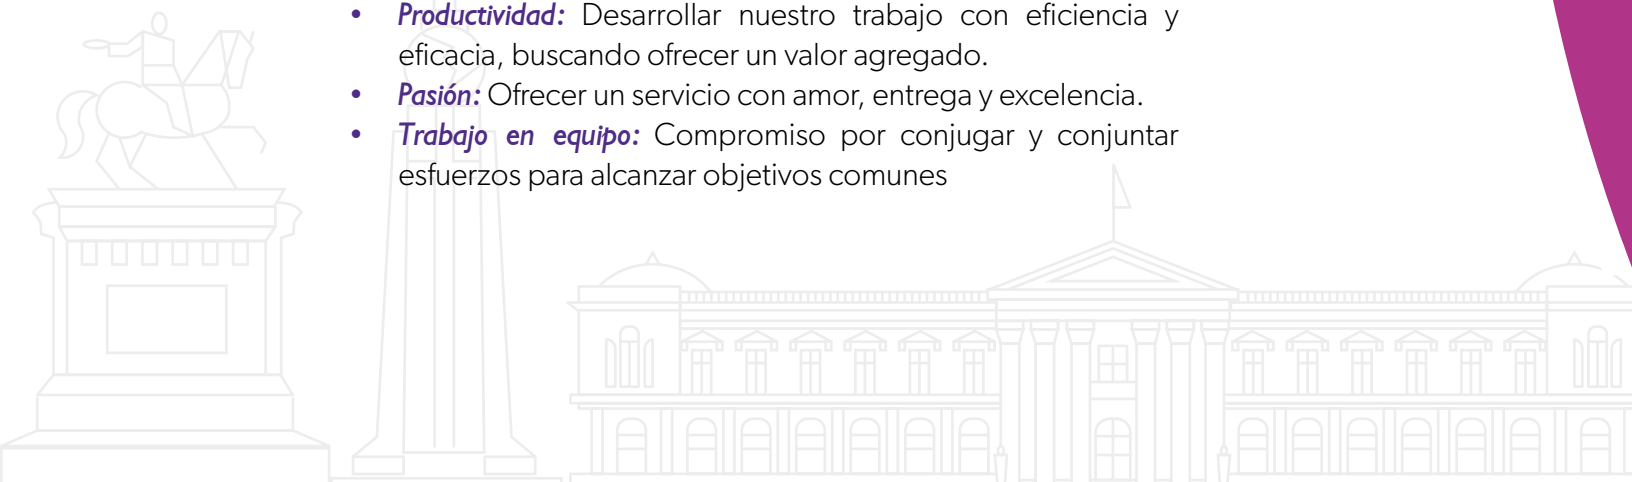 • Productividad: Desarrollar nuestro trabajo con eficiencia y
eficacia, buscando ofrecer un valor agregado.
• Pasión: Ofrecer un servicio con amor, entrega y excelencia.
• Trabajo en equipo: Compromiso por conjugar y conjuntar
esfuerzos para alcanzar objetivos comunes